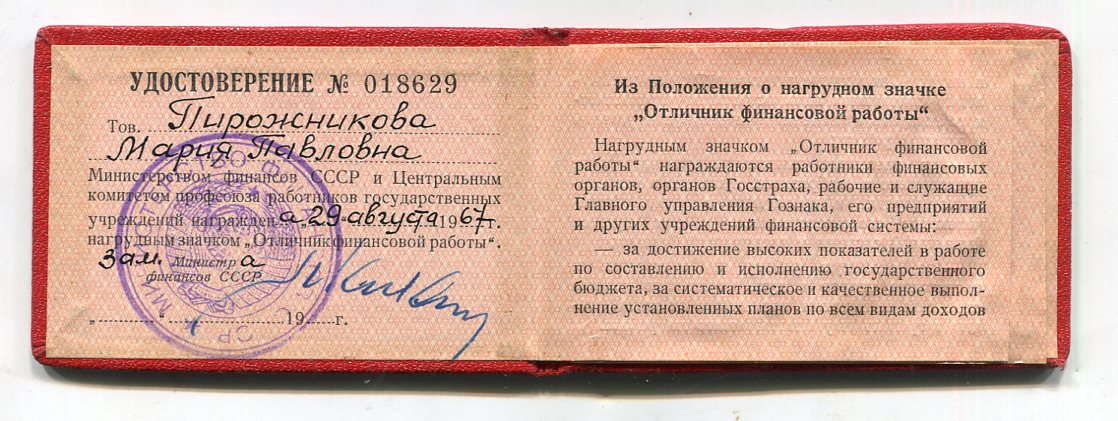 УДОСТОВЕРЕНИЕ № 018629
Тов. Пирожникова
Мария Павловна
Министерством финансов СССР и Центральным
комитетом профсоюза работников государственных
учреждений награжден а „29 августа 1967г.
нагрудным значком „Отличник финансовой работы“.
Зам. Министра
финансов СССР
„ 19 г.
Из Положения о нагрудном значке
„Отличник финансовой работы“
Нагрудным значком „Отличник финансовой
работы“ награждаются работники финансовых
органов, органов Госстраха, рабочие и служащие
Главного управления Гознака, его предприятий
и других учреждений финансовой системы:
— за достижение высоких показателей в работе
по составлению и исполнению государственного
бюджета, за систематическое и качественное выпол-
нение установленных планов по всем видам доходов